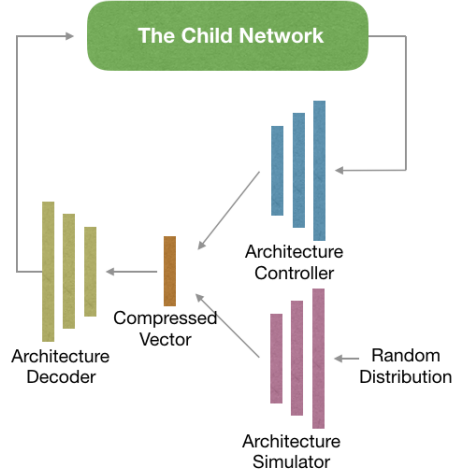 The Child Network
Architecture
Controller
Compressed
Vector
Architecture
Decoder
Random
Distribution
Architecture
Simulator